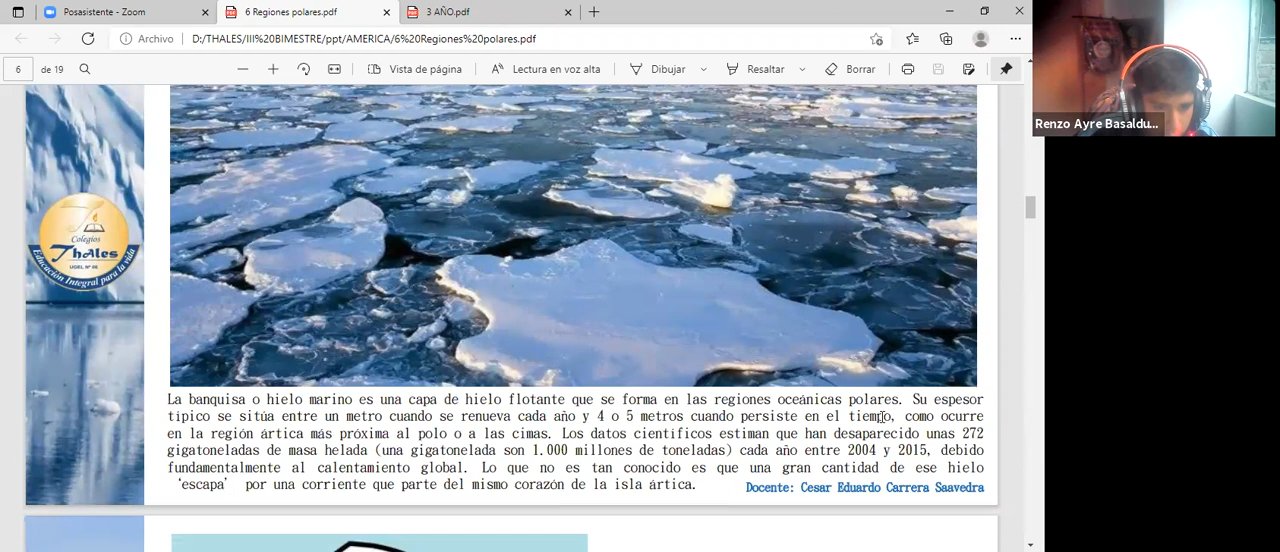 Posasistente - Zoom
6 Regiones polares.pdf
3 AÑO.pdf
Archivo
D:/THALES/III%20BIMESTRE/ppt/AMERICA/6%20Regiones%20polares.pdf
6 de 19
Vista de página
Lectura en voz alta
Dibujar
Resaltar
Borrar
Renzo Ayre Basaldu...
Colegios
Thales
UGEL Nº 06
Educación Integral para la vida
La banquisa o hielo marino es una capa de hielo flotante que se forma en las regiones oceánicas polares. Su espesor
típico se sitúa entre un metro cuando se renueva cada año y 4 o 5 metros cuando persiste en el tiempo, como ocurre
en la región ártica más próxima al polo o a las cimas. Los datos científicos estiman que han desaparecido unas 272
gigatoneladas de masa helada (una gigatonelada son 1.000 millones de toneladas) cada año entre 2004 y 2015, debido
fundamentalmente al calentamiento global. Lo que no es tan conocido es que una gran cantidad de ese hielo
‘escapa’ por una corriente que parte del mismo corazón de la isla ártica.
Docente: Cesar Eduardo Carrera Saavedra